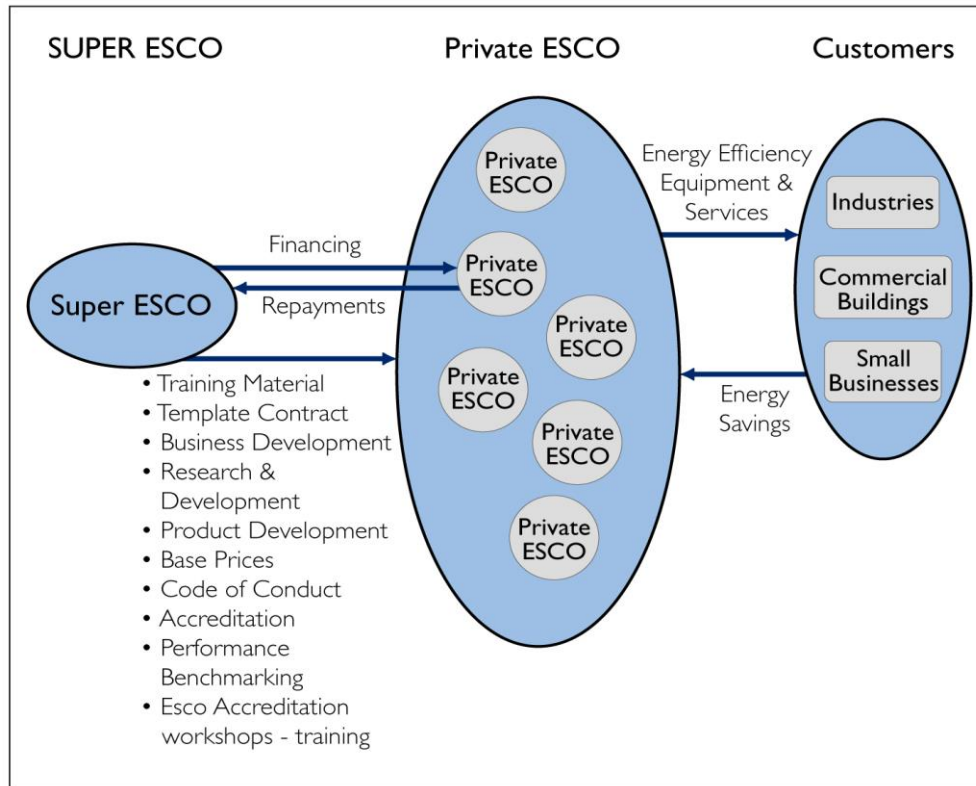 SUPER ESCO
Private ESCO
Customers
Super ESCO
Financing
Repayments
• Training Material
• Template Contract
• Business Development
• Research &
Development
• Product Development
• Base Prices
• Code of Conduct
• Accreditation
• Performance
Benchmarking
• Esco Accreditation
workshops - training
Private
ESCO
Private
ESCO
Private
ESCO
Private
ESCO
Private
ESCO
Private
ESCO
Energy Efficiency
Equipment &
Services
Energy
Savings
Industries
Commercial
Buildings
Small
Businesses